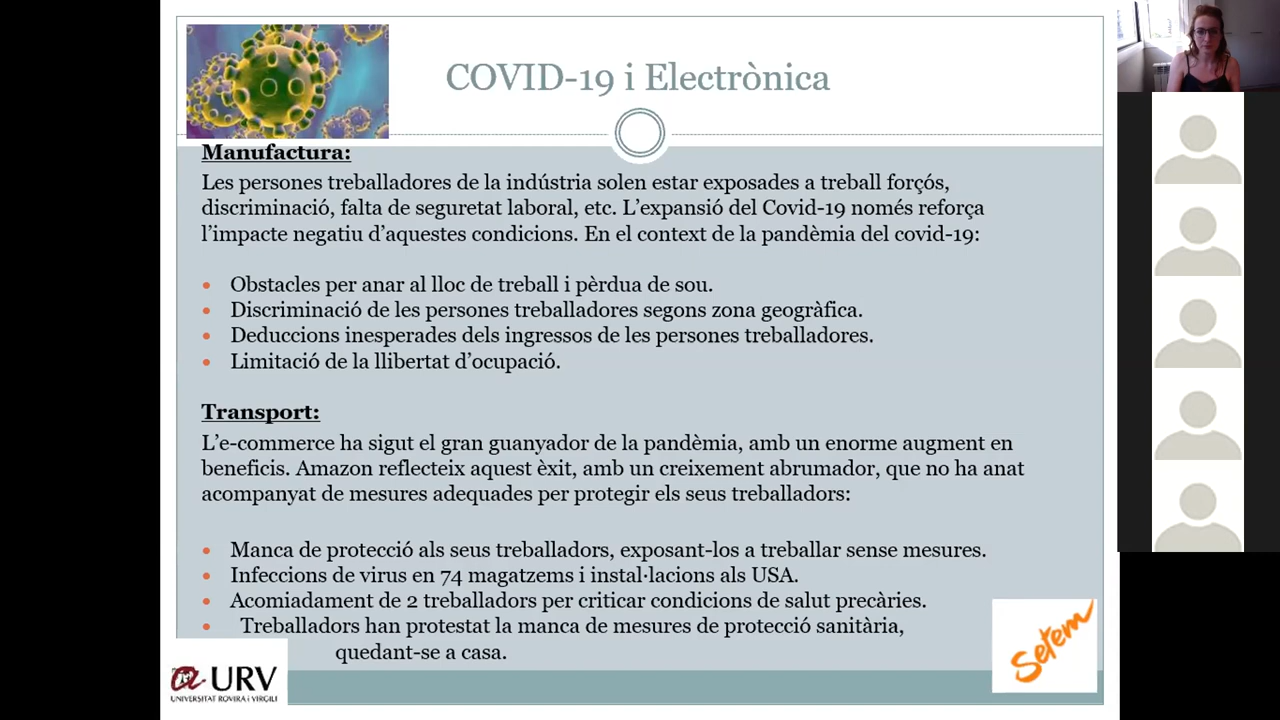 COVID-19 i Electrònica
Manufactura:
Les persones treballadores de la indústria solen estar exposades a treball forçós,
discriminació, falta de seguretat laboral, etc. L’expansió del Covid-19 només reforça
l’impacte negatiu d’aquestes condicions. En el context de la pandèmia del covid-19:
• Obstacles per anar al lloc de treball i pèrdua de sou.
• Discriminació de les persones treballadores segons zona geogràfica.
• Deduccions inesperades dels ingressos de les persones treballadores.
• Limitació de la llibertat d’ocupació.
Transport:
L’e-commerce ha sigut el gran guanyador de la pandèmia, amb un enorme augment en
beneficis. Amazon reflecteix aquest èxit, amb un creixement abrumador, que no ha anat
acompanyat de mesures adequades per protegir els seus treballadors:
• Manca de protecció als seus treballadors, exposant-los a treballar sense mesures.
• Infeccions de virus en 74 magatzems i instal·lacions als USA.
• Acomiadament de 2 treballadors per criticar condicions de salut precàries.
• Treballadors han protestat la manca de mesures de protecció sanitària,
quedant-se a casa.
URV
UNIVERSITAT ROVIRA i VIRGILI
Setem